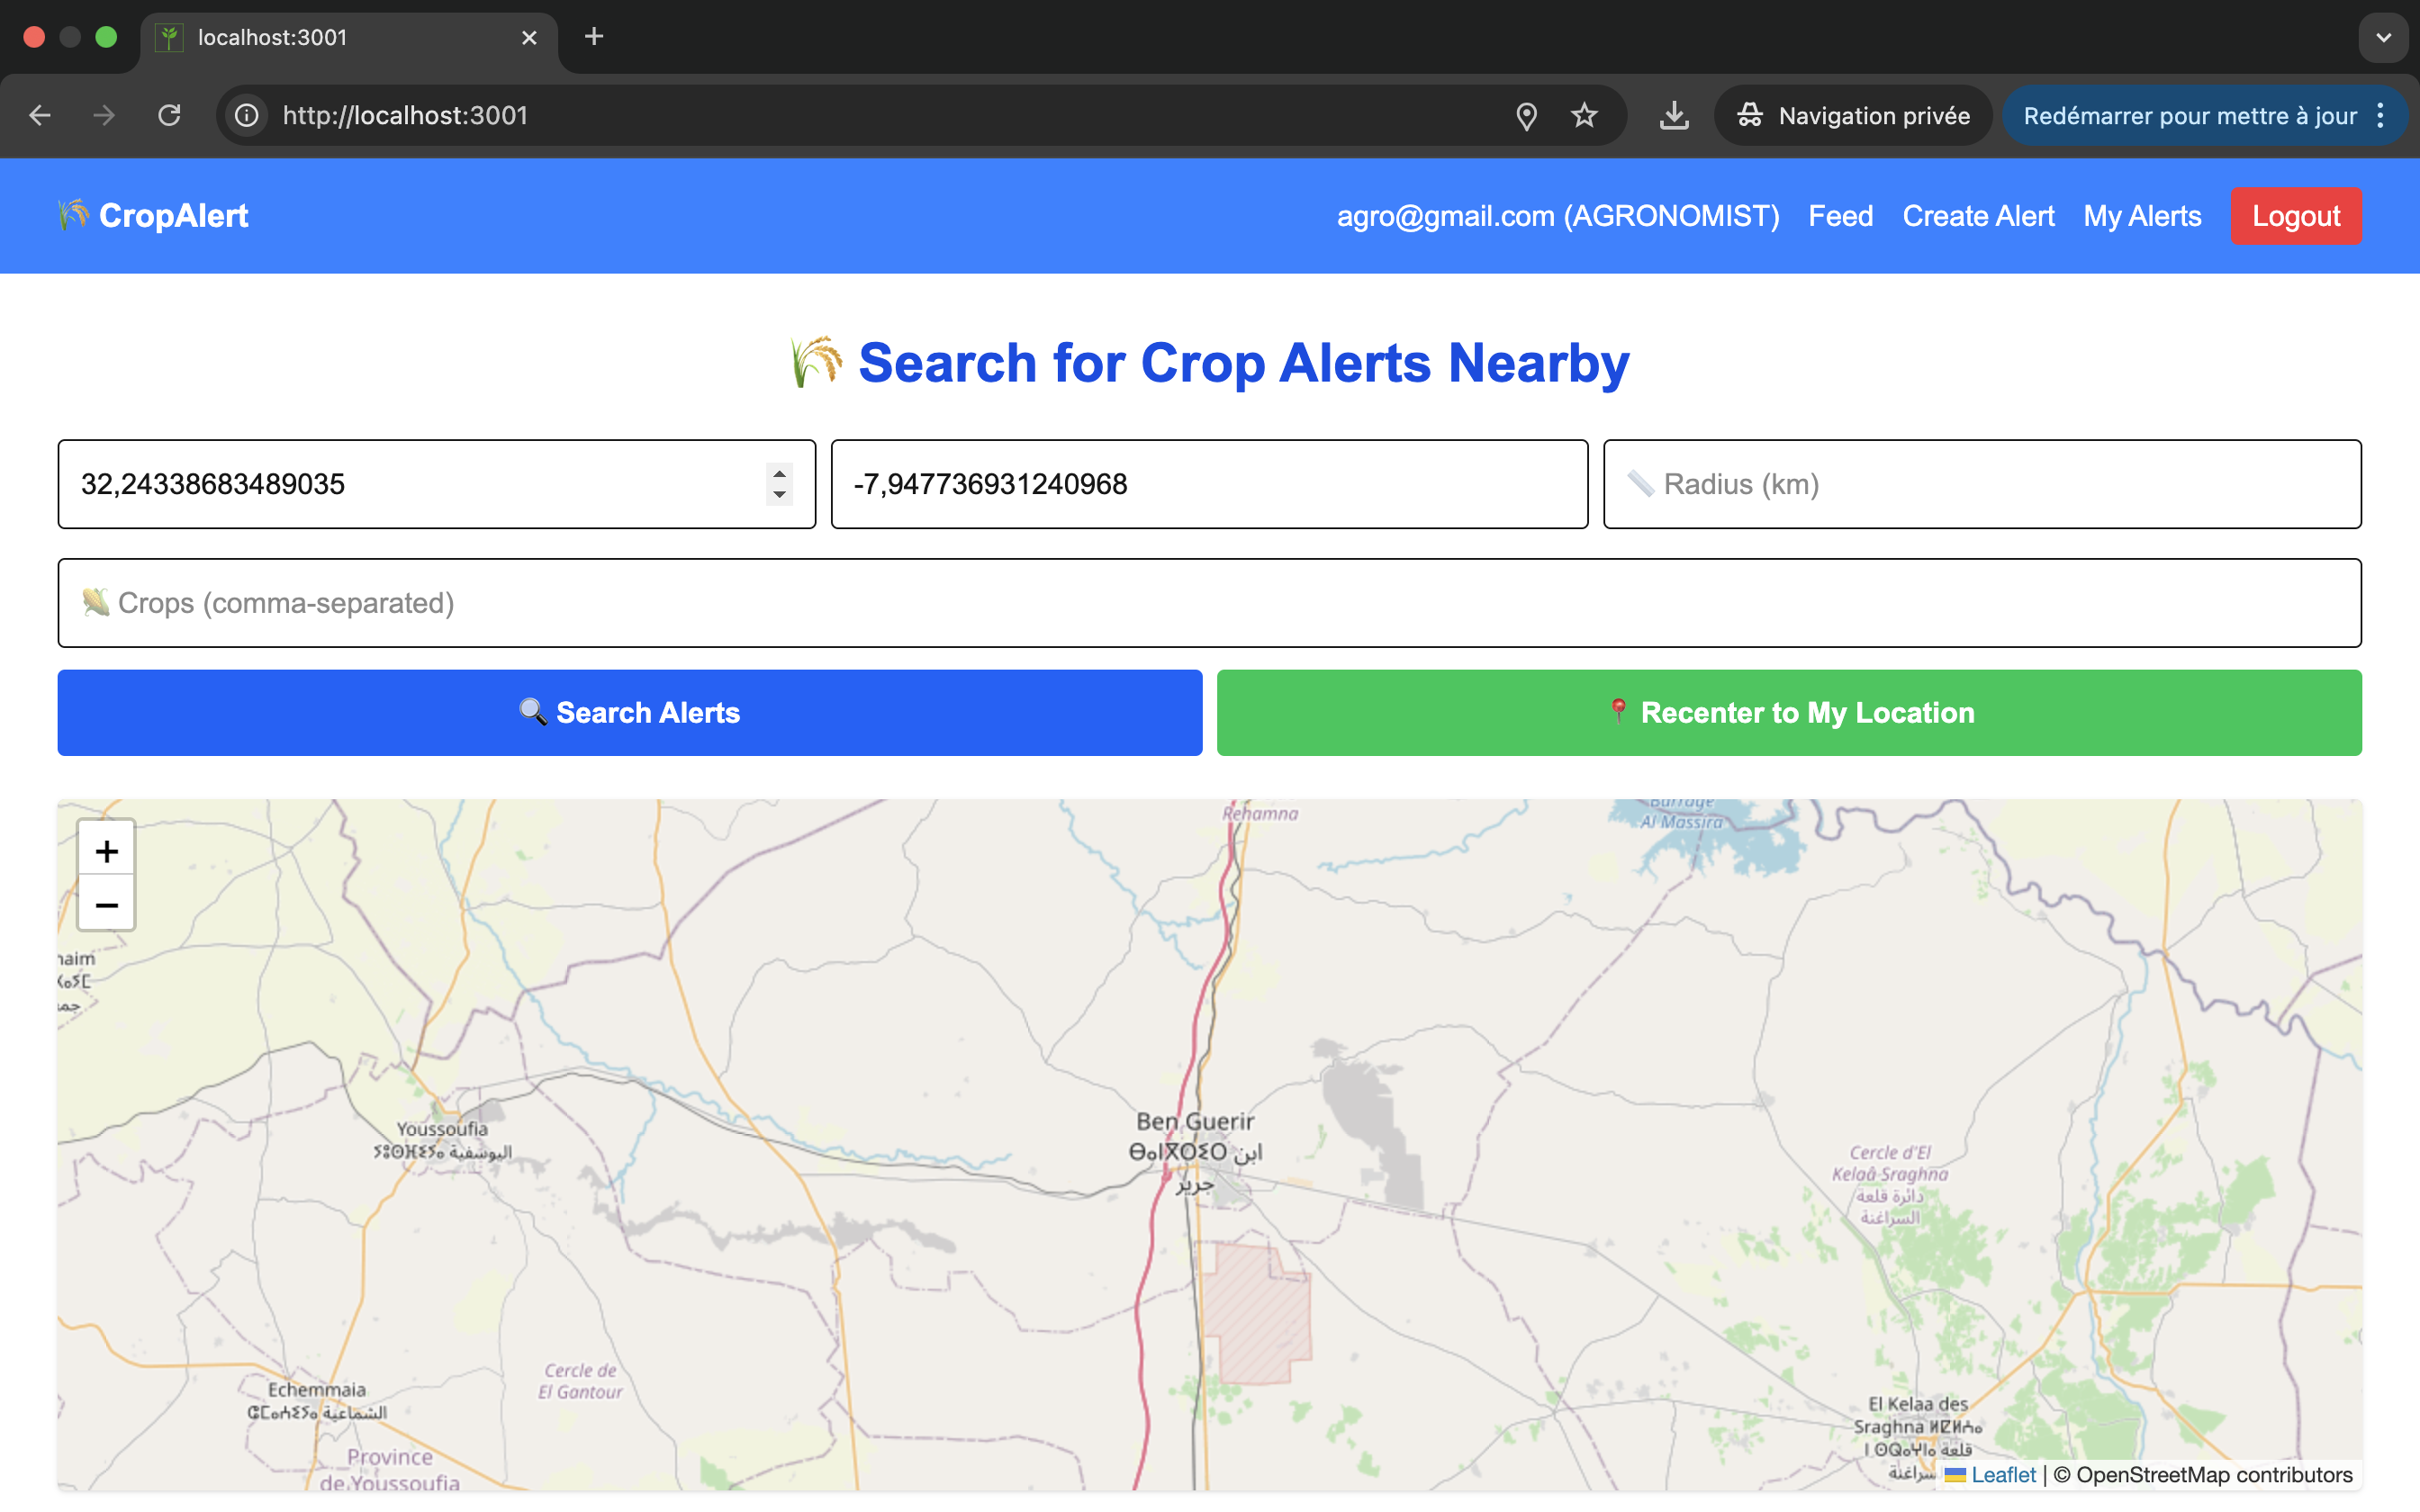 localhost:3001
http://localhost:3001
Navigation privée
Redémarrer pour mettre à jour
CropAlert
agro@gmail.com (AGRONOMIST)
Feed
Create Alert
My Alerts
Logout
Search for Crop Alerts Nearby
32,24338683489035
-7,947736931240968
Radius (km)
Crops (comma-separated)
Search Alerts
Recenter to My Location
+
−
Rehamna
Barrage
Al Massira
Ben Guerir
ⴱⴰⵏⴳⵔⵉⵔ ابن
جرير
Youssoufia
اليوسفية
Cercle d'El
Kelaâ Sraghna
دائرة قلعة
السراغنة
Cercle de
El Gantour
Echemmaia
الشماعية
Province
de Youssoufia
El Kelaa des
Sraghna
قلعة
السراغنة
Leaflet | © OpenStreetMap contributors